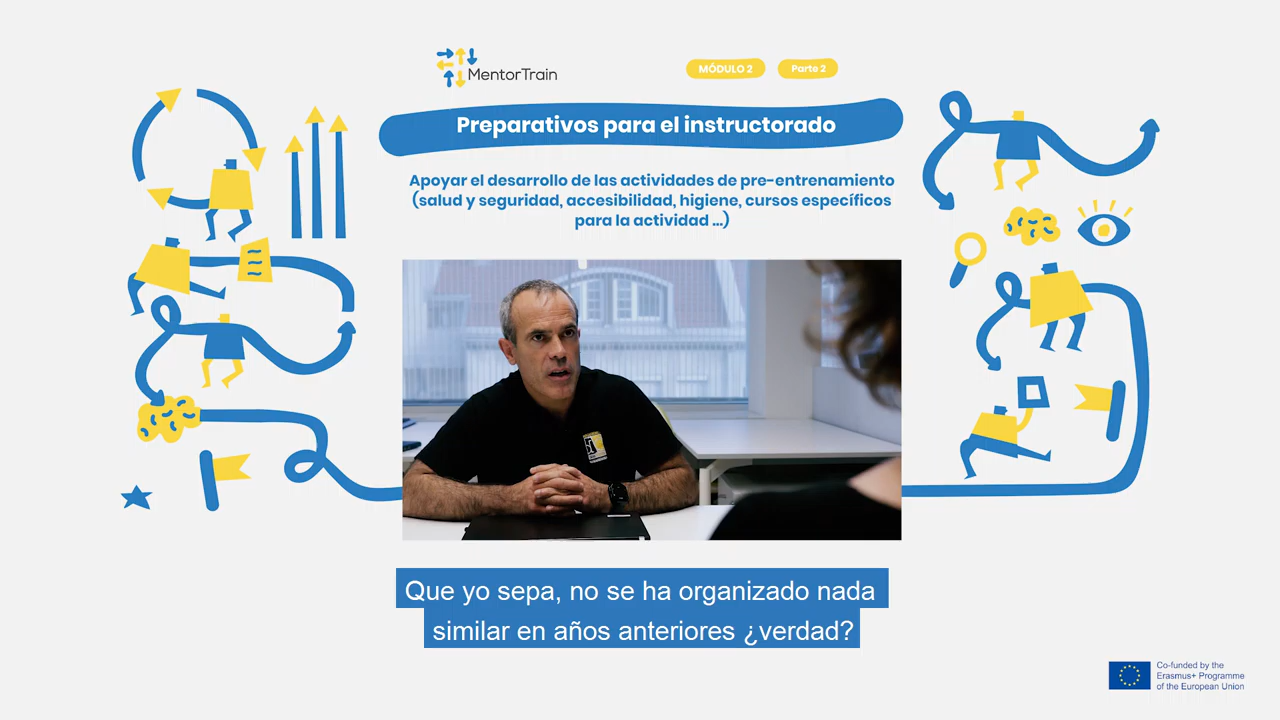 MentorTrain
MÓDULO 2
Parte 2
Preparativos para el instructorado
Apoyar el desarrollo de las actividades de pre-entrenamiento
(salud y seguridad, accesibilidad, higiene, cursos específicos
para la actividad ...)
Que yo sepa, no se ha organizado nada
similar en años anteriores ¿verdad?
Co-funded by the
Erasmus+ Programme
of the European Union